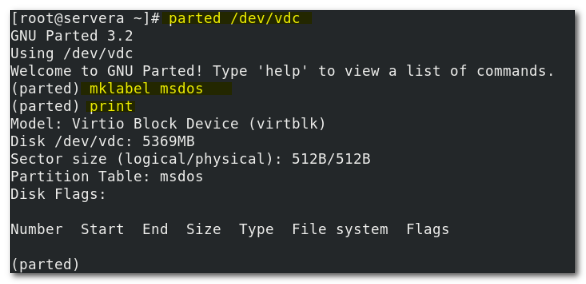 [root@servera ~]# parted /dev/vdc
GNU Parted 3.2
Using /dev/vdc
Welcome to GNU Parted! Type 'help' to view a list of commands.
(parted) mklabel msdos
(parted) print
Model: Virtio Block Device (virtblk)
Disk /dev/vdc: 5369MB
Sector size (logical/physical): 512B/512B
Partition Table: msdos
Disk Flags:
Number  Start  End  Size  Type  File system  Flags
(parted)